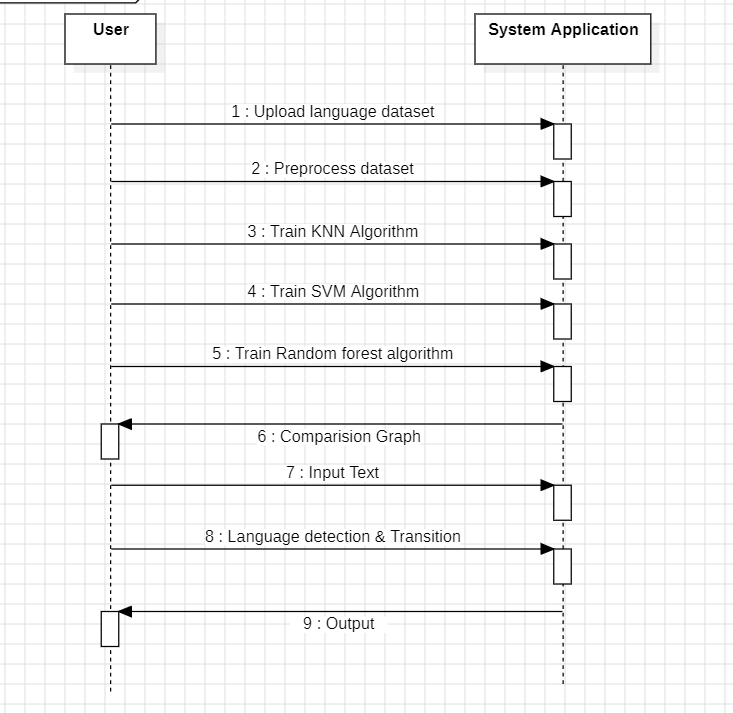 User
System Application
1 : Upload language dataset
2 : Preprocess dataset
3 : Train KNN Algorithm
4 : Train SVM Algorithm
5 : Train Random forest algorithm
6 : Comparision Graph
7 : Input Text
8 : Language detection & Transition
9 : Output